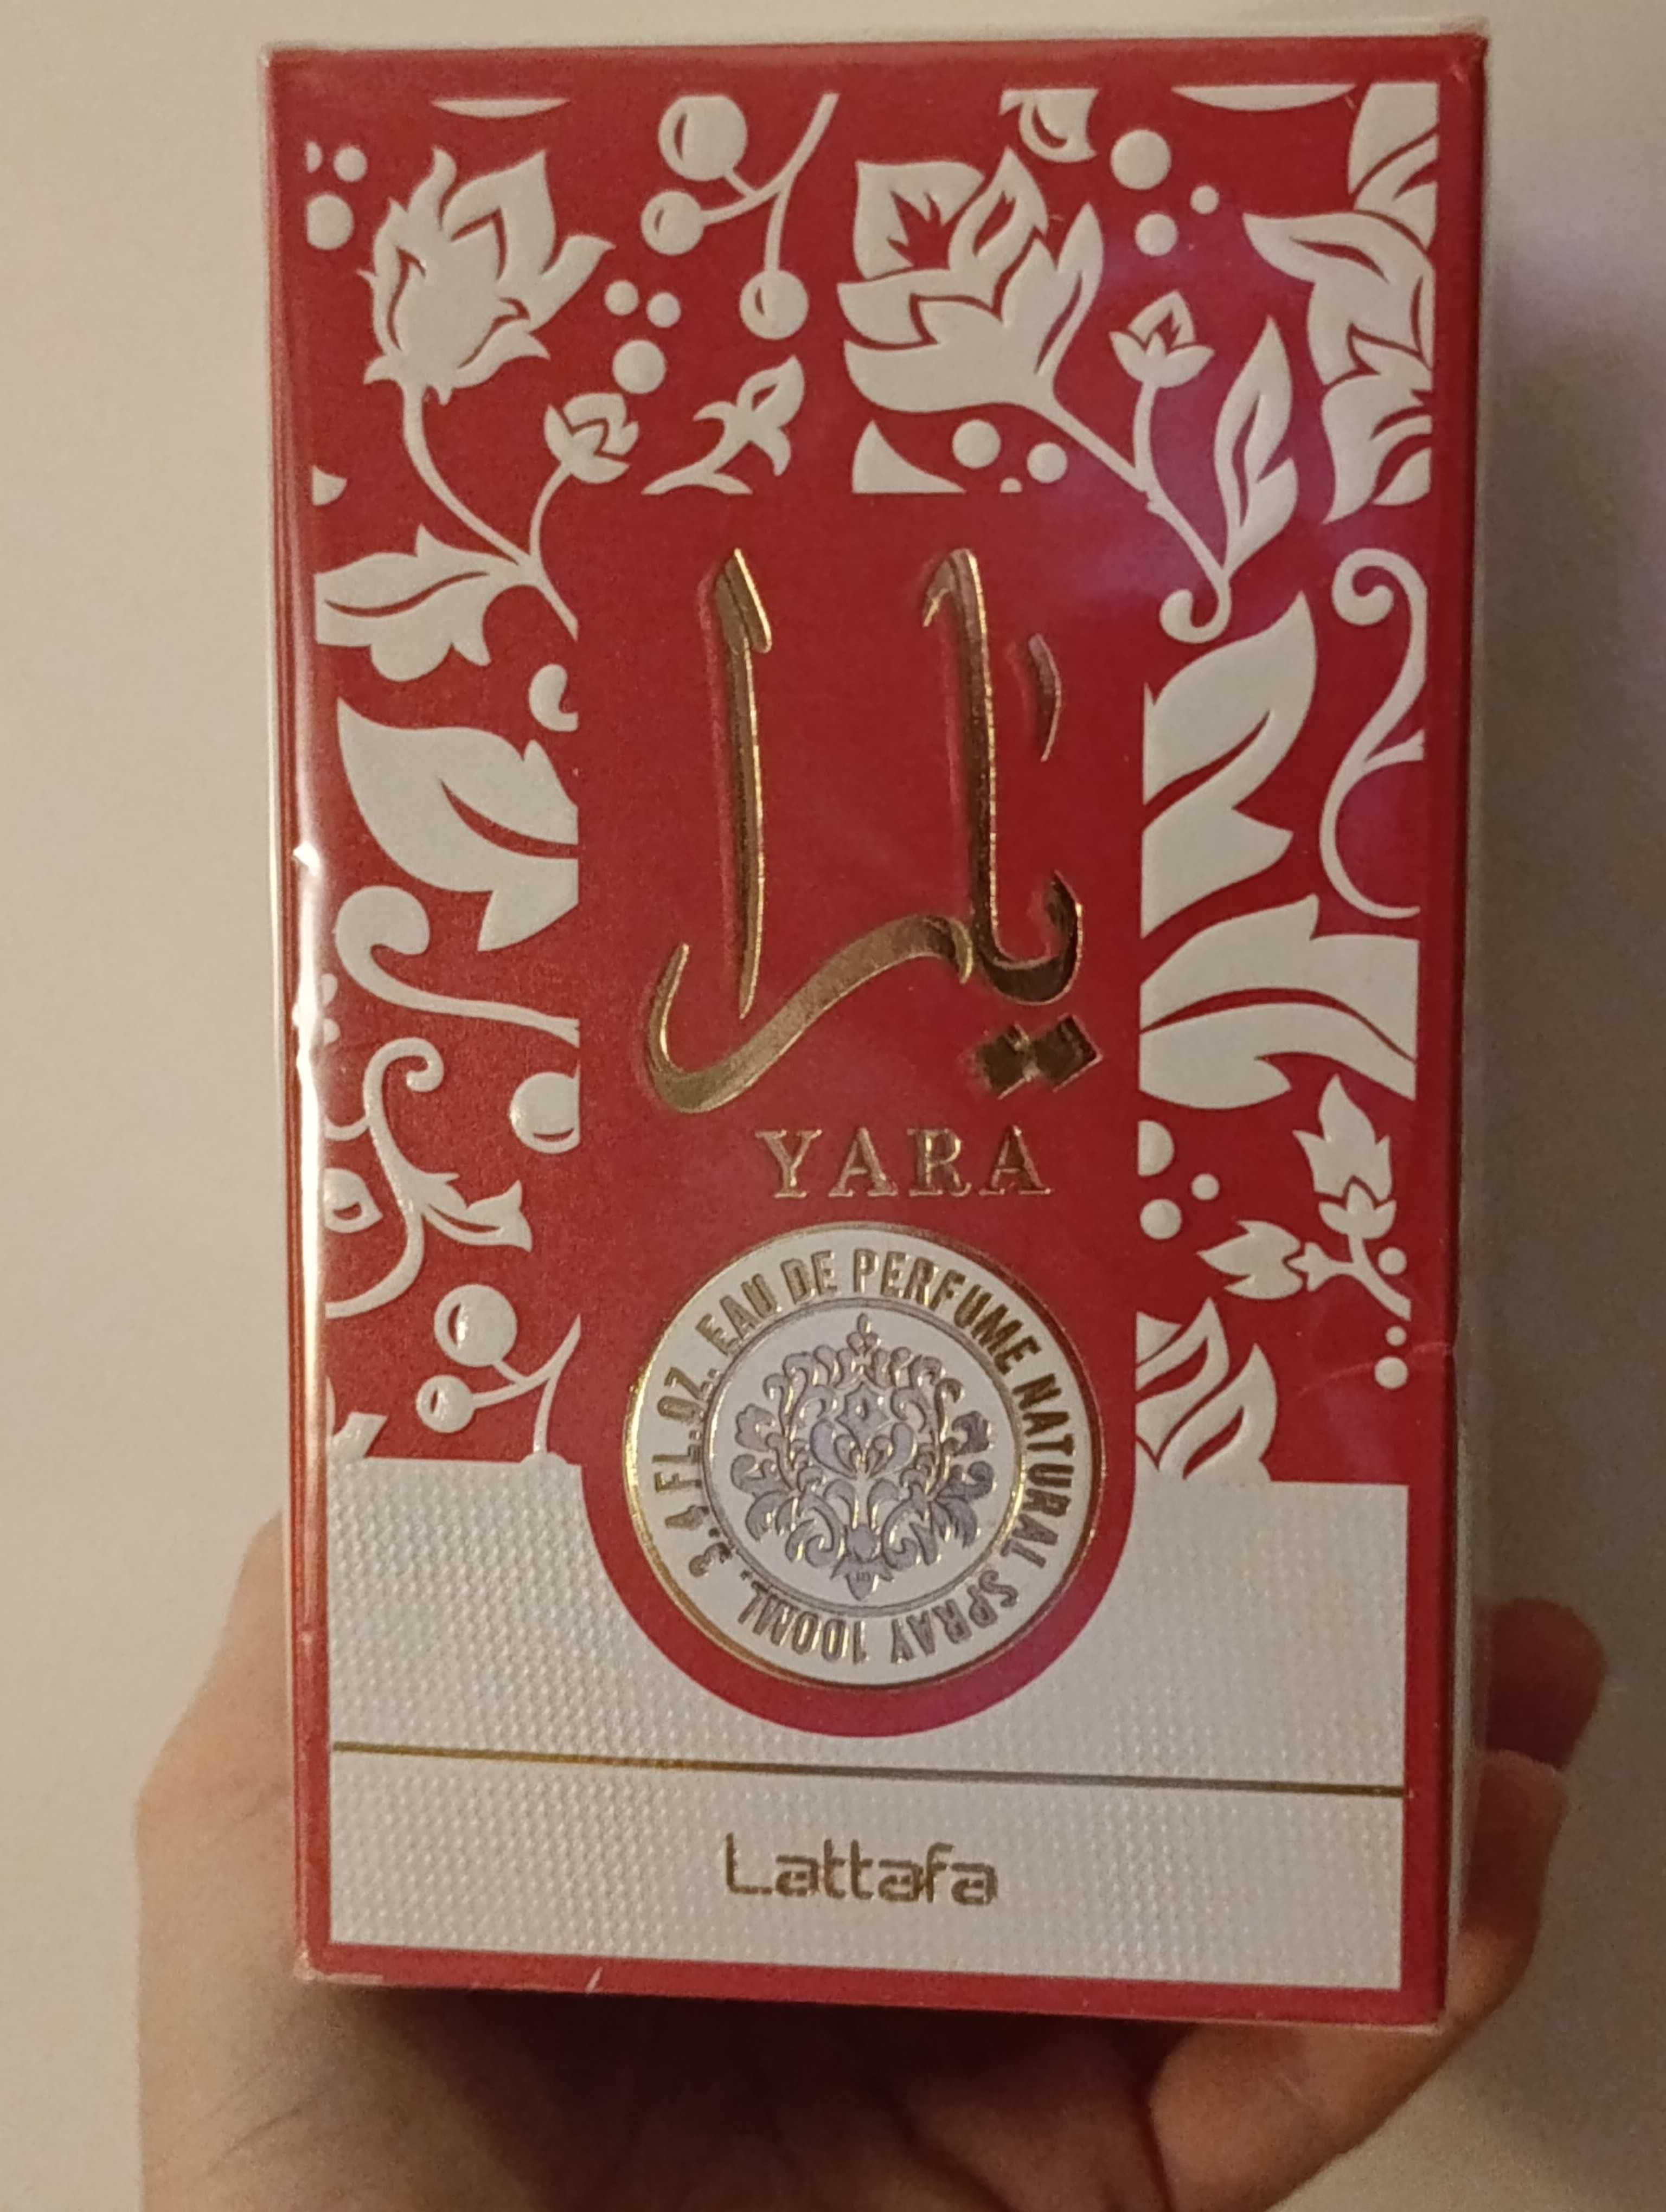 يارا
YARA
EAU DE PERFUME NATURAL SPRAY 100ML. 3.4 FL.OZ.
Lattafa